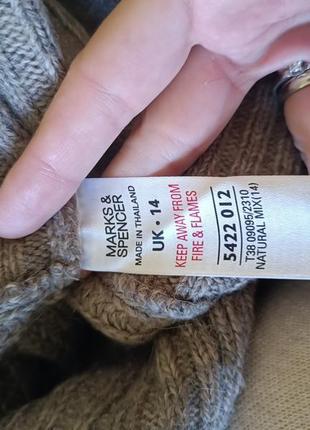 MARKS &
SPENCER
MADE IN THAILAND
UK · 14
KEEP AWAY FROM
FIRE & FLAMES
5422 012
T38.09095/2310
NATURAL MIX(14)